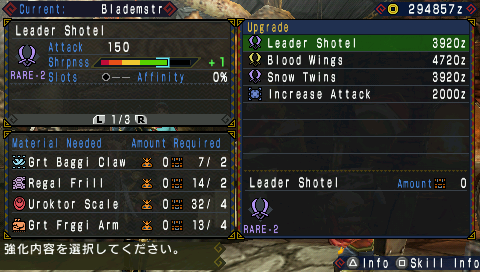 Current: Blademstr
294857z
Leader Shotel
Attack 150
Shrpnss +1
RARE-2 Slots ●―― Affinity 0%
L 1/3 R
Material Needed Amount Required
Grt Baggi Claw 0 7/ 2
Regal Frill 0 14/ 2
Uroktor Scale 0 32/ 4
Grt Frggi Arm 0 13/ 4
Upgrade
Leader Shotel 3920z
Blood Wings 4720z
Snow Twins 3920z
Increase Attack 2000z
Leader Shotel Amount 0
RARE-2
強化内容を選択してください。
△ Info □ Skill Info